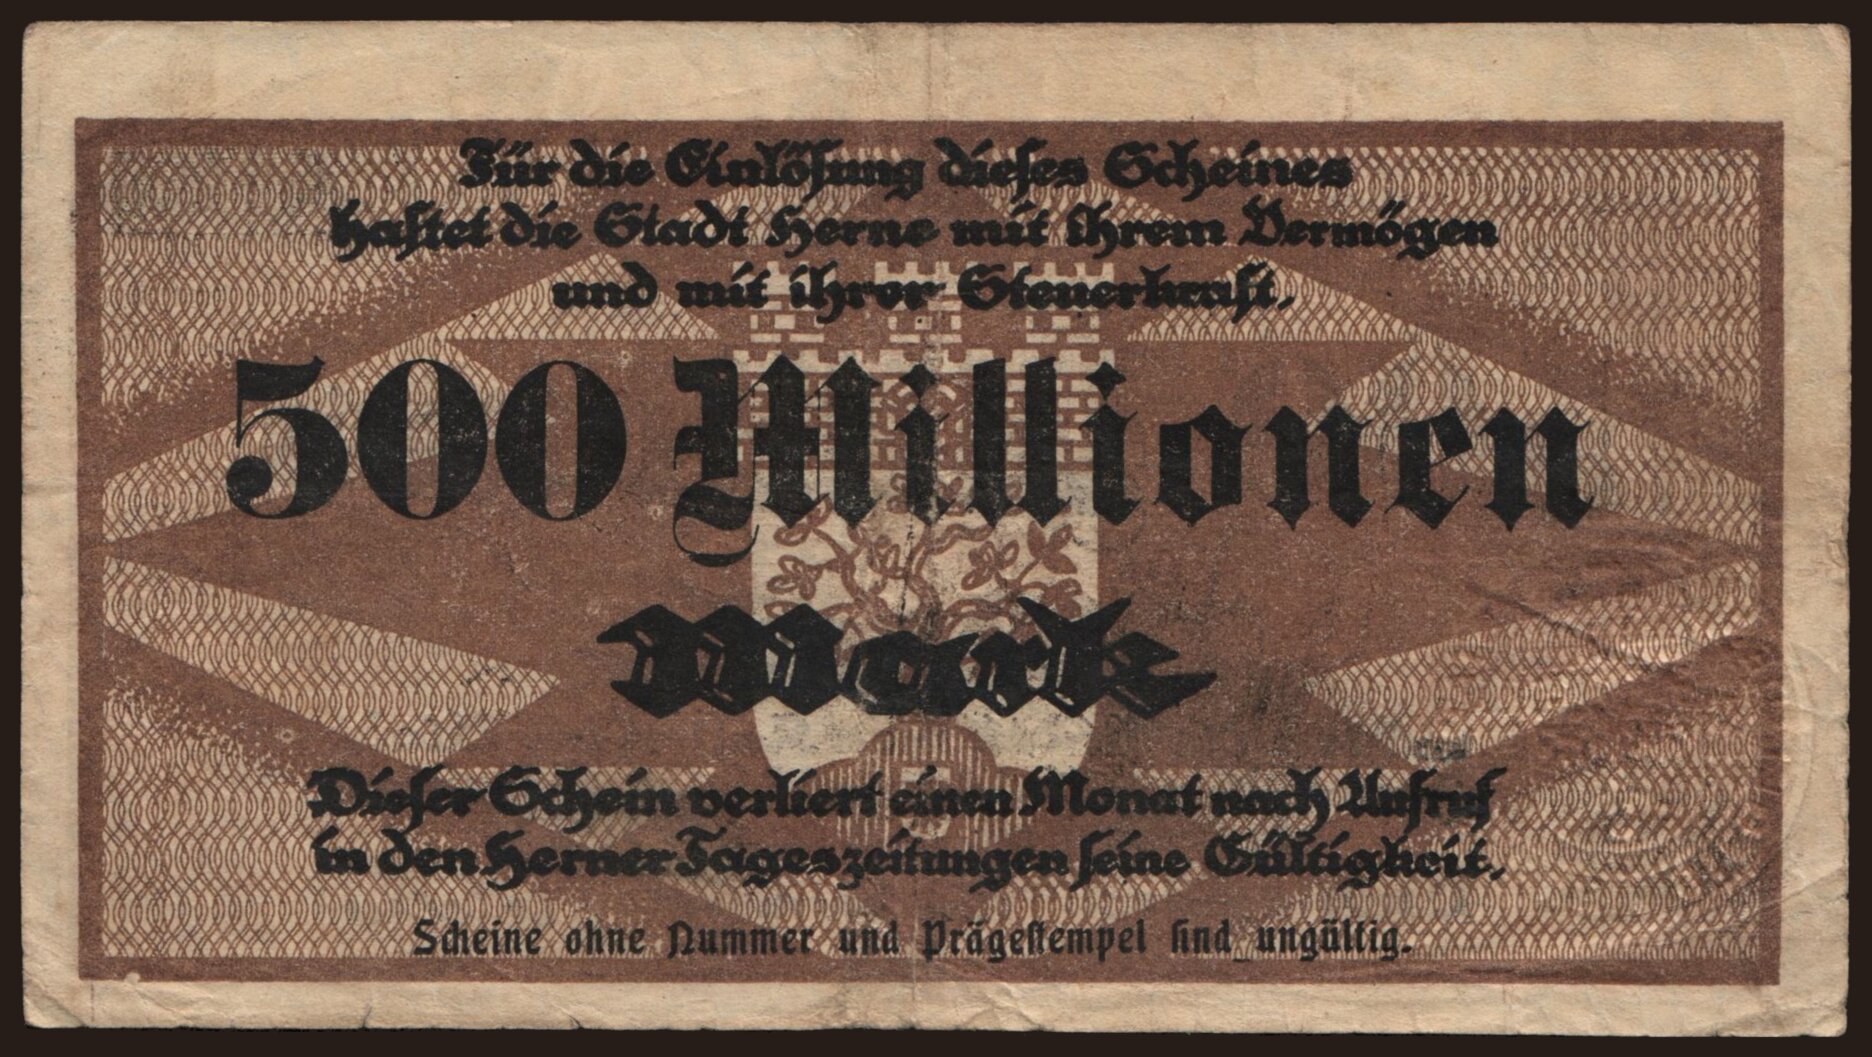 Für die Einlösung dieses Scheines
haftet die Stadt Herne mit ihrem Vermögen
und mit ihrer Steuerkraft.
500 Millionen
Mark
Dieser Schein verliert einen Monat nach Aufruf
in den Herner Tageszeitungen seine Gültigkeit.
Scheine ohne Nummer und Prägestempel sind ungültig.